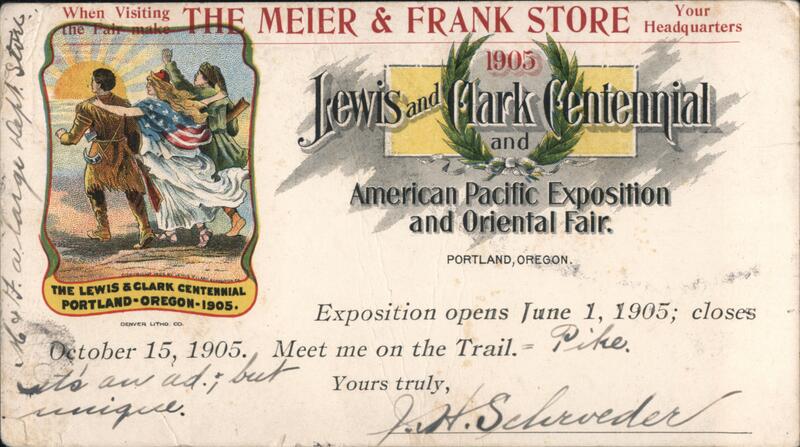 When Visiting the Fair make THE MEIER & FRANK STORE Your Headquarters
1905
Lewis and Clark Centennial
and
American Pacific Exposition
and Oriental Fair.
PORTLAND, OREGON.
THE LEWIS & CLARK CENTENNIAL
PORTLAND-OREGON-1905.
DENVER LITHO. CO.
Exposition opens June 1, 1905; closes
October 15, 1905. Meet me on the Trail. = Pike.
Yours truly,
J. H. Schroeder
M & F. a large Dept. Store.
it's an ad.; but
unique.